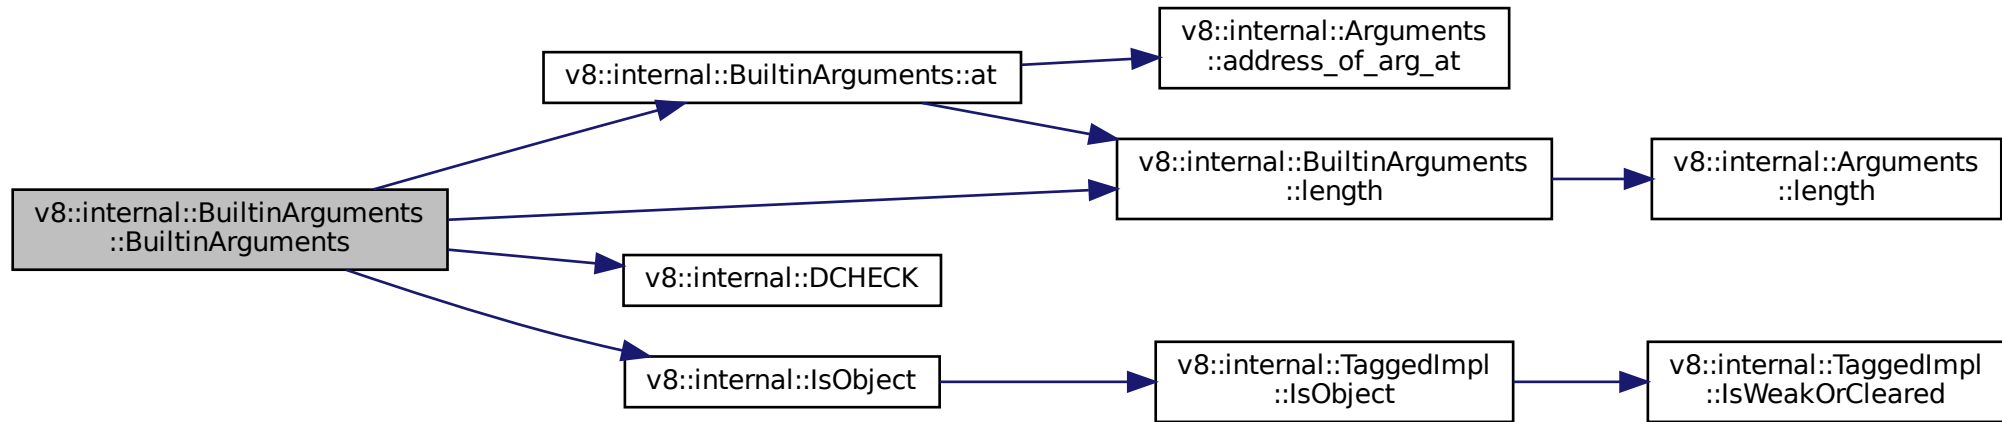 v8::internal::BuiltinArguments
::BuiltinArguments
v8::internal::BuiltinArguments::at
v8::internal::Arguments
::address_of_arg_at
v8::internal::BuiltinArguments
::length
v8::internal::Arguments
::length
v8::internal::DCHECK
v8::internal::IsObject
v8::internal::TaggedImpl
::IsObject
v8::internal::TaggedImpl
::IsWeakOrCleared